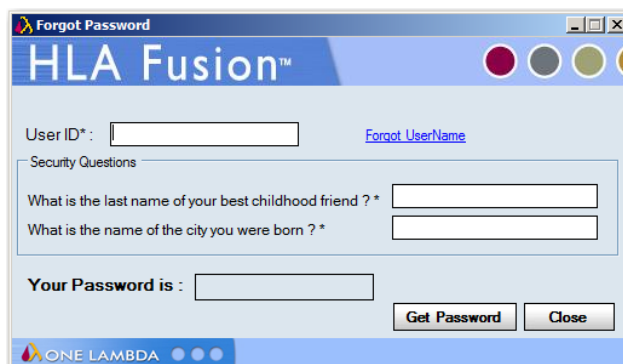 Forgot Password
HLA Fusion™
User ID* :
Forgot UserName
Security Questions
What is the last name of your best childhood friend ? *
What is the name of the city you were born ? *
Your Password is :
Get Password Close
ONE LAMBDA